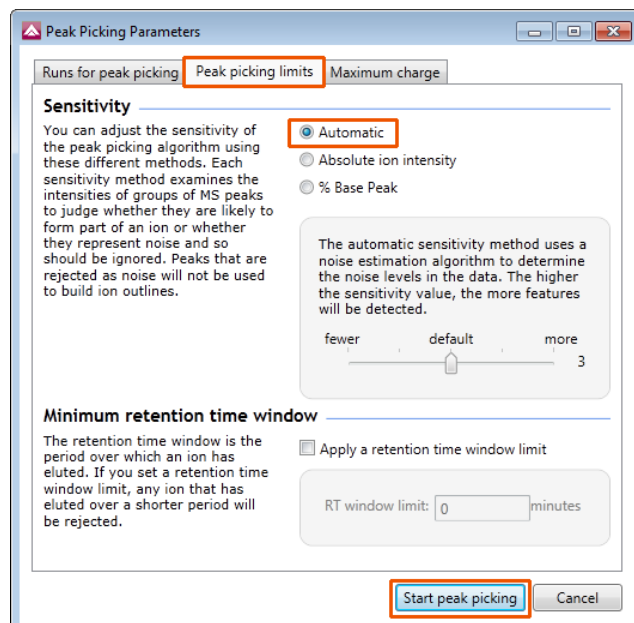 Peak Picking Parameters
Runs for peak picking Peak picking limits Maximum charge
Sensitivity
You can adjust the sensitivity of
the peak picking algorithm using
these different methods. Each
sensitivity method examines the
intensities of groups of MS peaks
to judge whether they are likely to
form part of an ion or whether
they represent noise and so
should be ignored. Peaks that are
rejected as noise will not be used
to build ion outlines.
Automatic
Absolute ion intensity
% Base Peak
The automatic sensitivity method uses a
noise estimation algorithm to determine
the noise levels in the data. The higher
the sensitivity value, the more features
will be detected.
fewer default more
3
Minimum retention time window
The retention time window is the
period over which an ion has
eluted. If you set a retention time
window limit, any ion that has
eluted over a shorter period will
be rejected.
Apply a retention time window limit
RT window limit: 0 minutes
Start peak picking Cancel